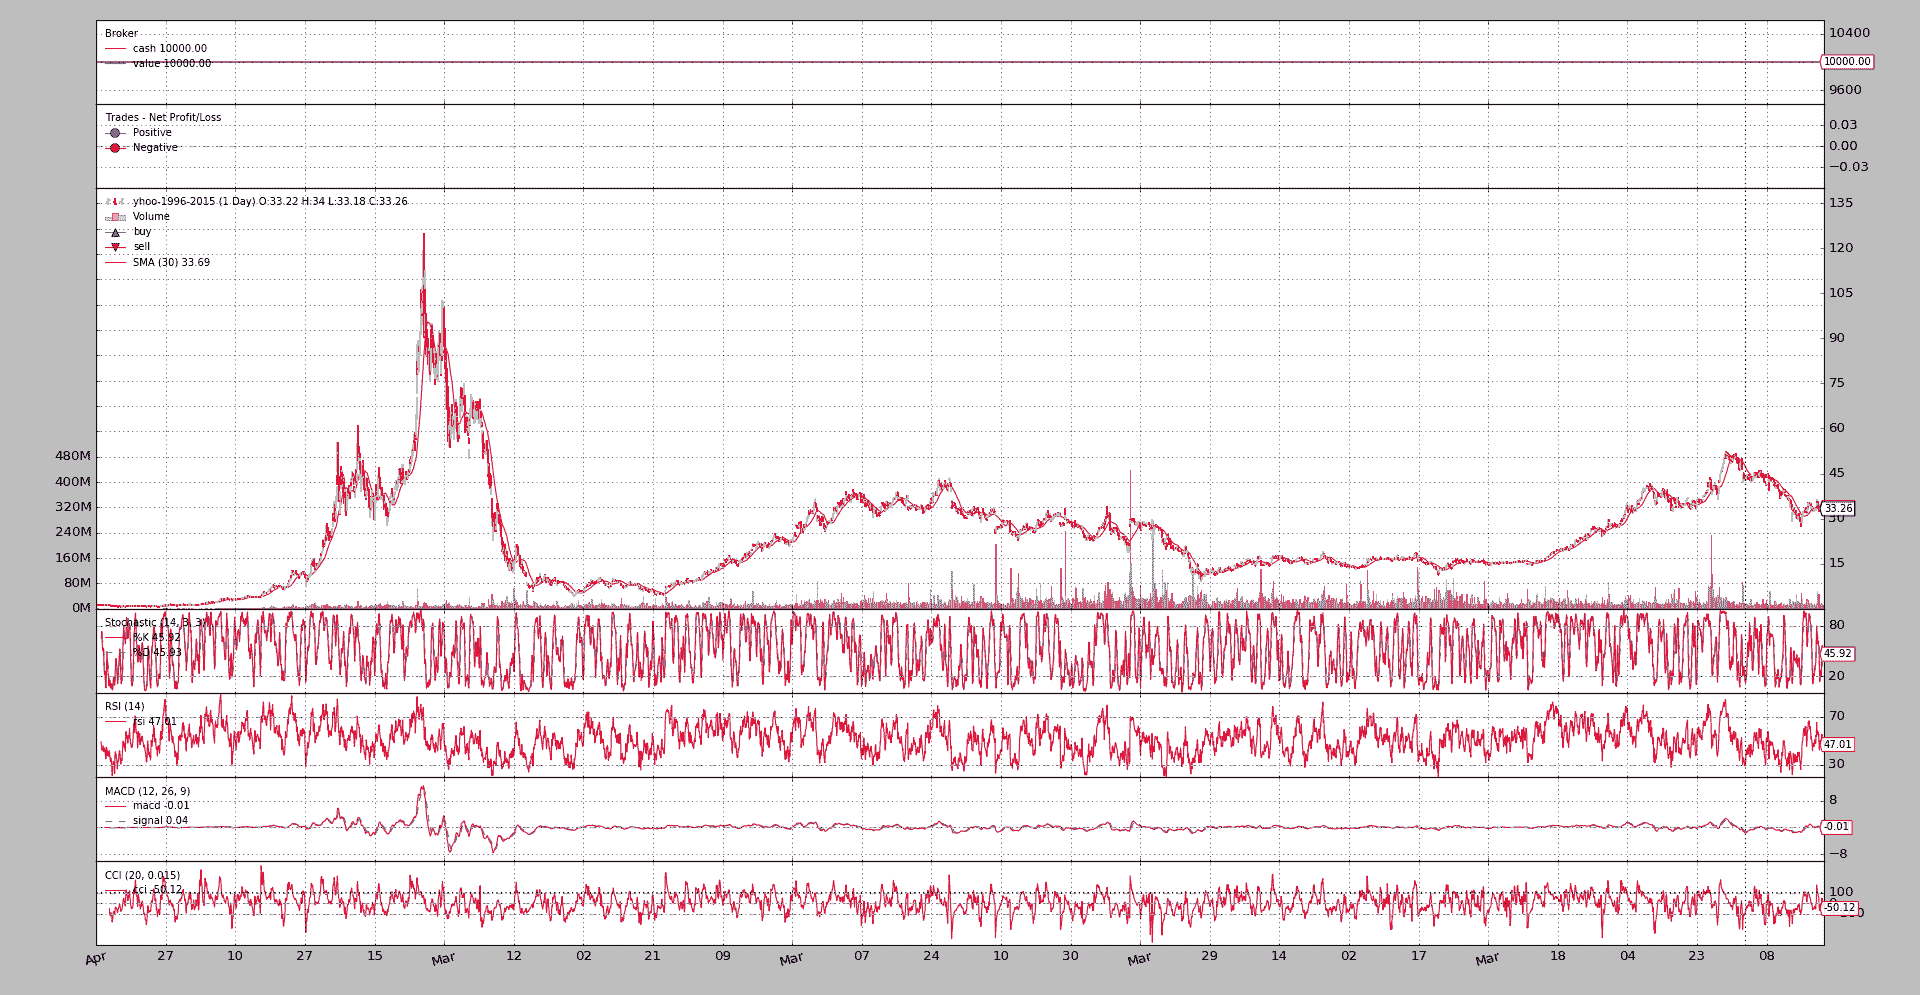 Broker
cash 10000.00
value 10000.00
10400
10000.00
9600
Trades - Net Profit/Loss
Positive
Negative
0.03
0.00
−0.03
yhoo-1996-2015 (1 Day) O:33.22 H:34 L:33.18 C:33.26
Volume
buy
sell
SMA (30) 33.69
135
120
105
90
75
60
45
33.26
30
15
480M
400M
320M
240M
160M
80M
0M
Stochastic (14, 3, 3)
%K 45.92
%D 45.93
80
45.92
20
RSI (14)
rsi 47.01
70
47.01
30
MACD (12, 26, 9)
macd -0.01
signal 0.04
8
-0.01
−8
CCI (20, 0.015)
cci -50.12
100
-50.12
Apr 27 10 27 15 Mar 12 02 21 09 Mar 07 24 10 30 Mar 29 14 02 17 Mar 18 04 23 08